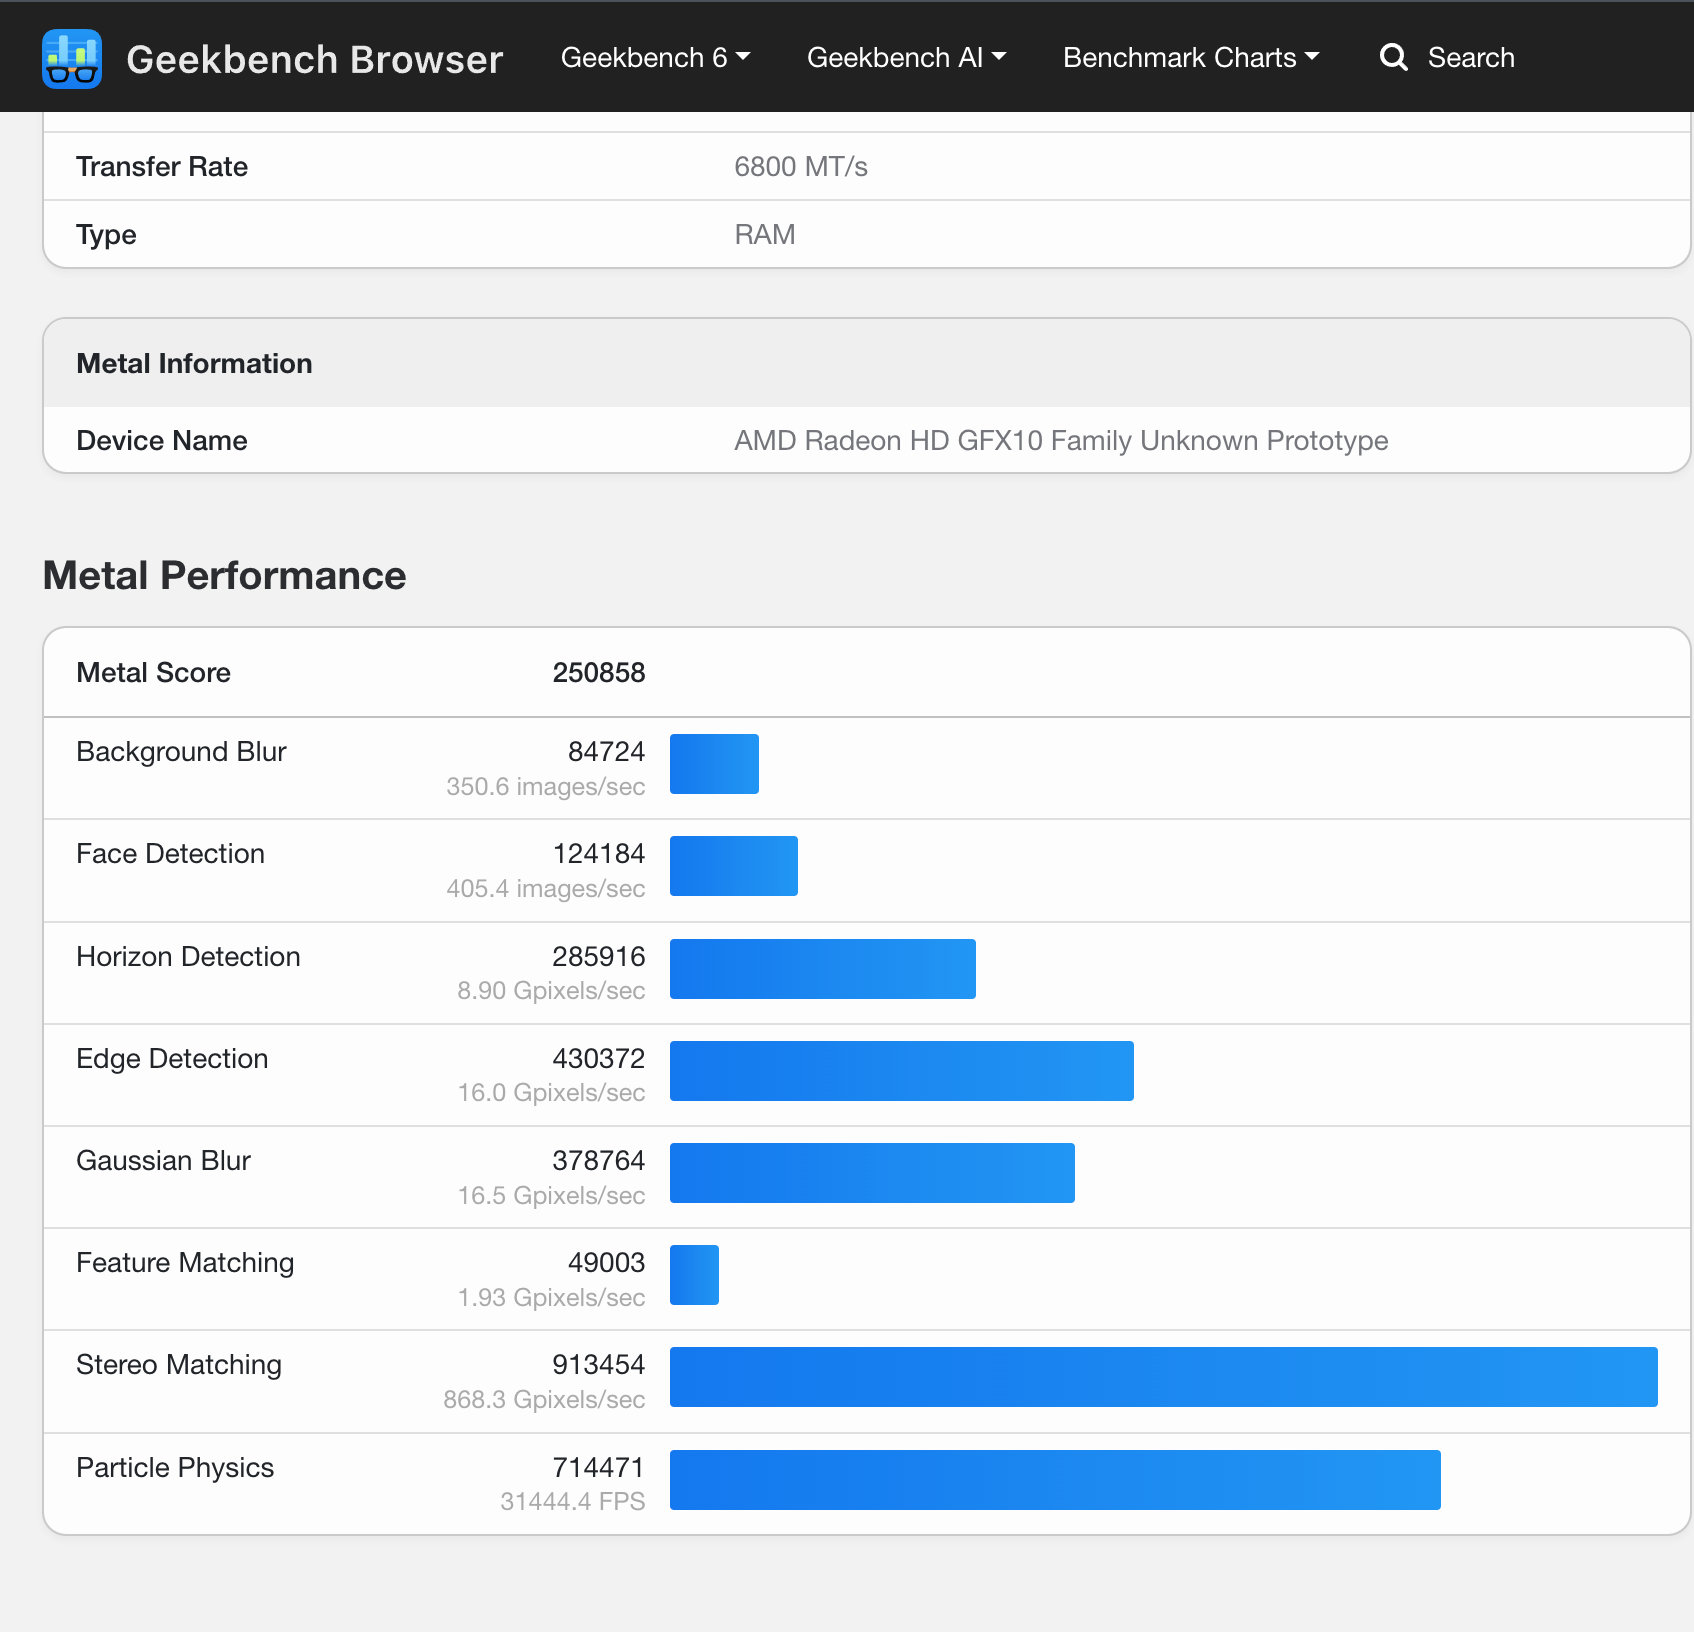 Geekbench Browser Geekbench 6 Geekbench AI Benchmark Charts Search
Transfer Rate 6800 MT/s
Type RAM
Metal Information
Device Name AMD Radeon HD GFX10 Family Unknown Prototype
Metal Performance
Metal Score 250858
Background Blur 84724
350.6 images/sec
Face Detection 124184
405.4 images/sec
Horizon Detection 285916
8.90 Gpixels/sec
Edge Detection 430372
16.0 Gpixels/sec
Gaussian Blur 378764
16.5 Gpixels/sec
Feature Matching 49003
1.93 Gpixels/sec
Stereo Matching 913454
868.3 Gpixels/sec
Particle Physics 714471
31444.4 FPS